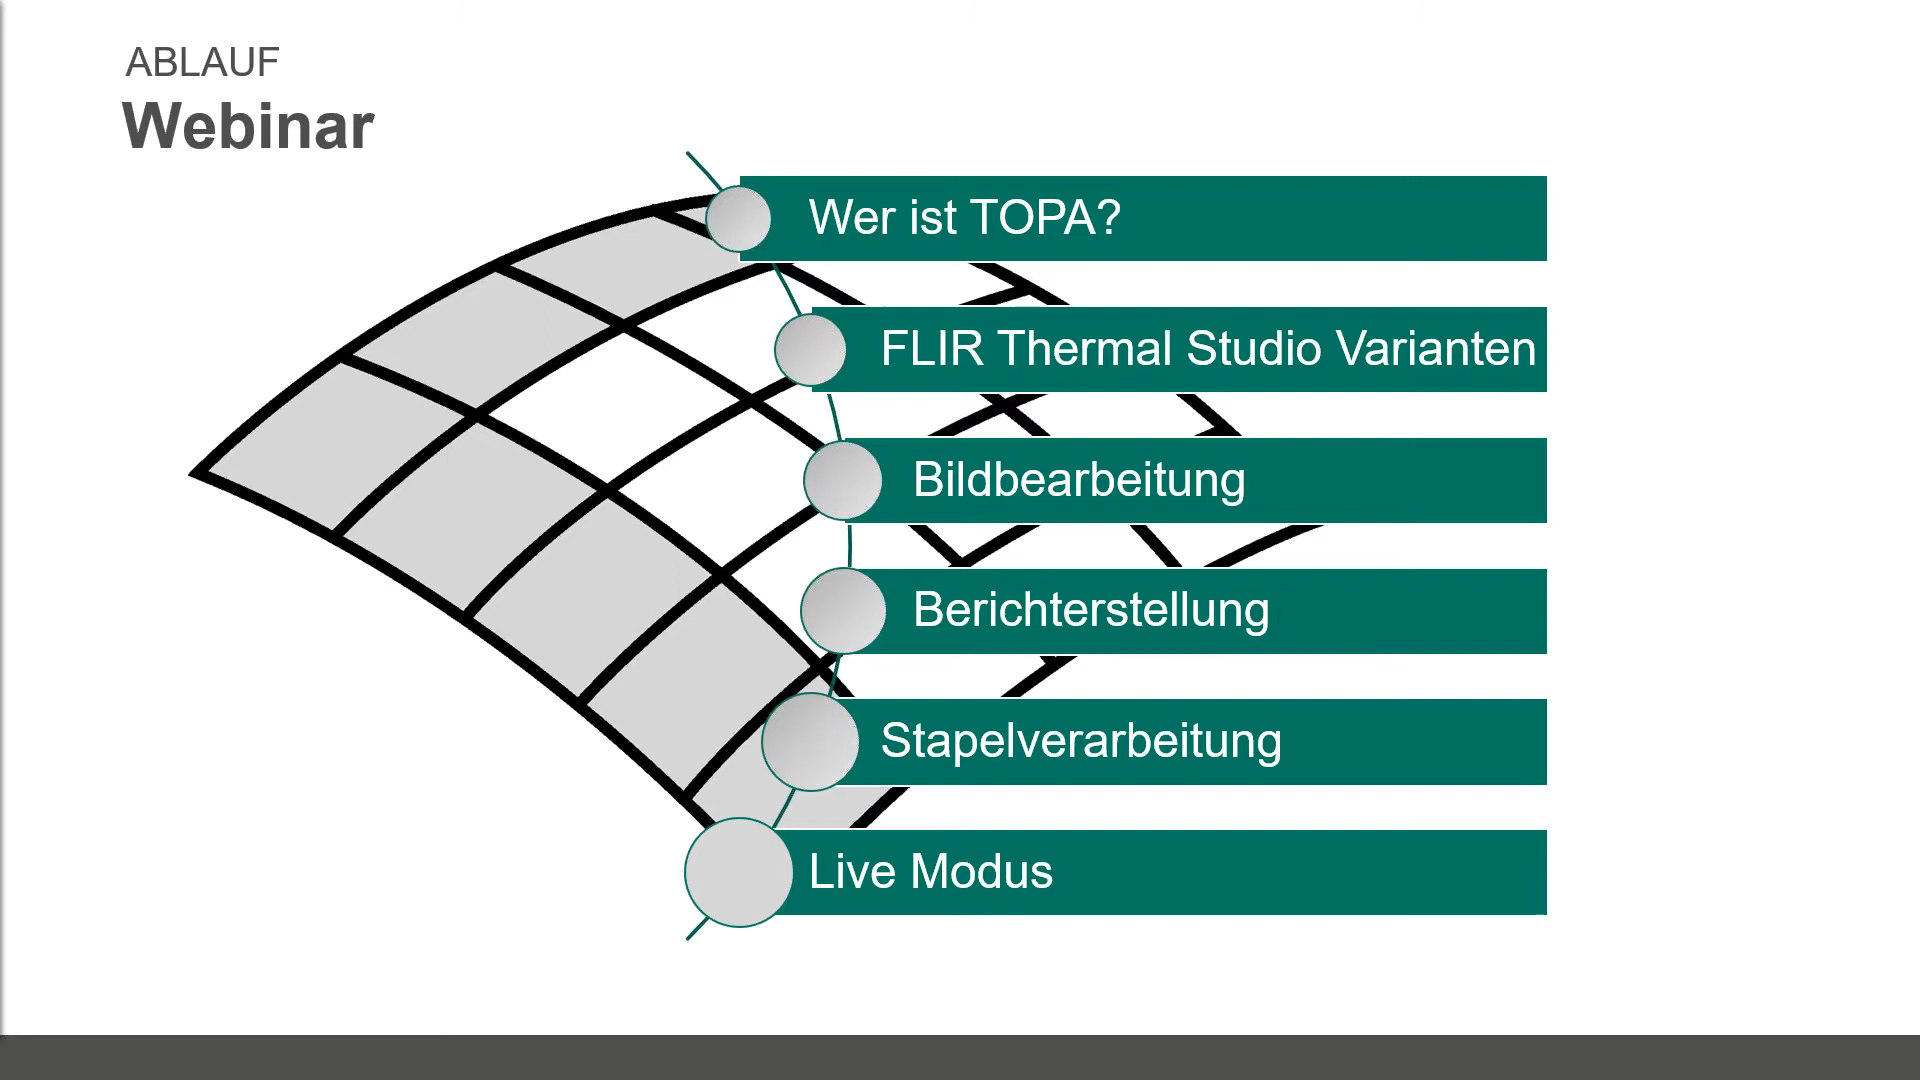 ABLAUF
Webinar
Wer ist TOPA?
FLIR Thermal Studio Varianten
Bildbearbeitung
Berichterstellung
Stapelverarbeitung
Live Modus